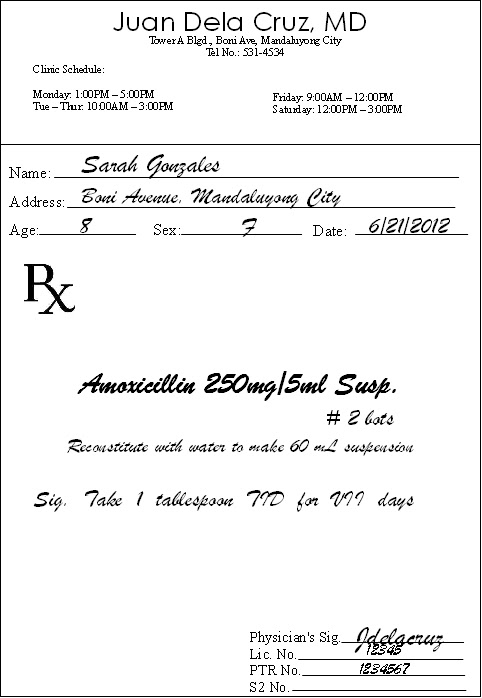 Juan Dela Cruz, MD
Tower A Blgd., Boni Ave, Mandaluyong City
Tel No.: 531-4534
Clinic Schedule:
Monday: 1:00PM – 5:00PM
Tue – Thur: 10:00AM – 3:00PM
Friday: 9:00AM – 12:00PM
Saturday: 12:00PM – 3:00PM
Name: Sarah Gonzales
Address: Boni Avenue, Mandaluyong City
Age: 8 Sex: F Date: 6/21/2012
Rx
Amoxicillin 250mg/5ml Susp.
# 2 bots
Reconstitute with water to make 60 mL suspension
Sig. Take 1 tablespoon TID for VII days
Physician's Sig. Jdelacruz
Lic. No. 12345
PTR No. 1234567
S2 No.